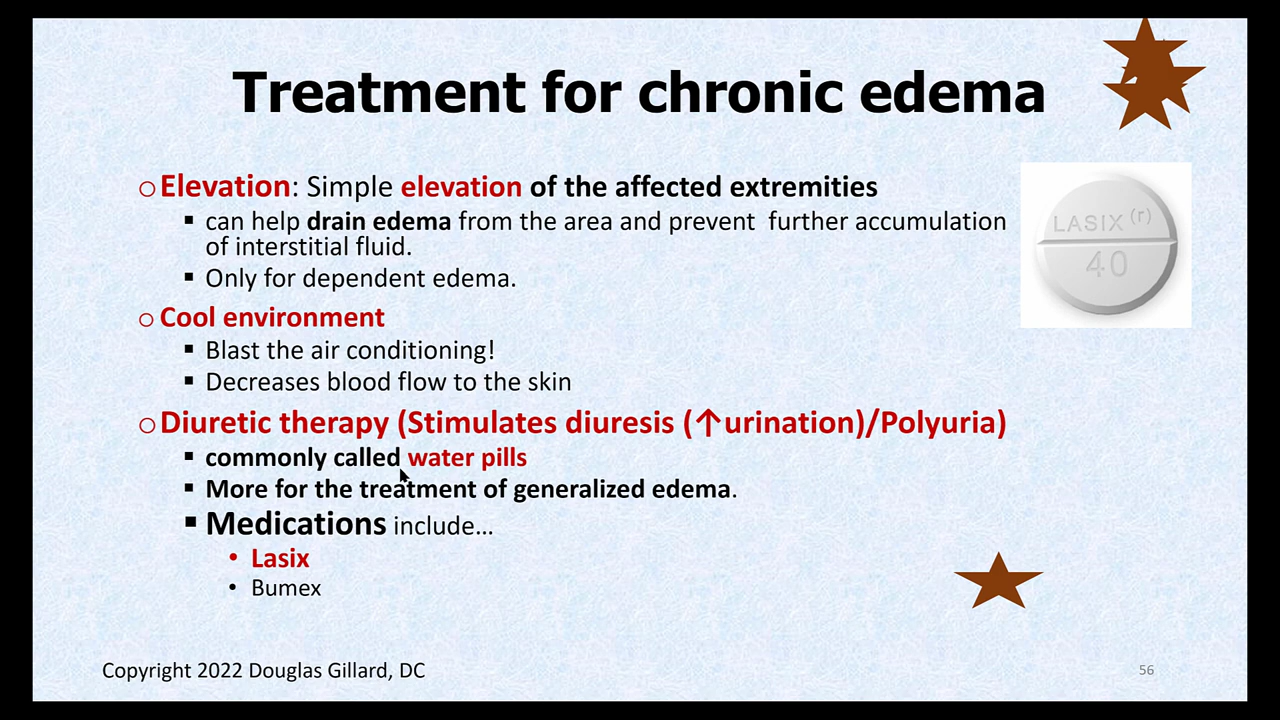 Treatment for chronic edema
○Elevation: Simple elevation of the affected extremities
▪ can help drain edema from the area and prevent  further accumulation
of interstitial fluid.
▪ Only for dependent edema.
○Cool environment
▪ Blast the air conditioning!
▪ Decreases blood flow to the skin
○Diuretic therapy (Stimulates diuresis (↑urination)/Polyuria)
▪ commonly called water pills
▪ More for the treatment of generalized edema.
▪ Medications include…
• Lasix
• Bumex
LASIX (r)
40
Copyright 2022 Douglas Gillard, DC
56